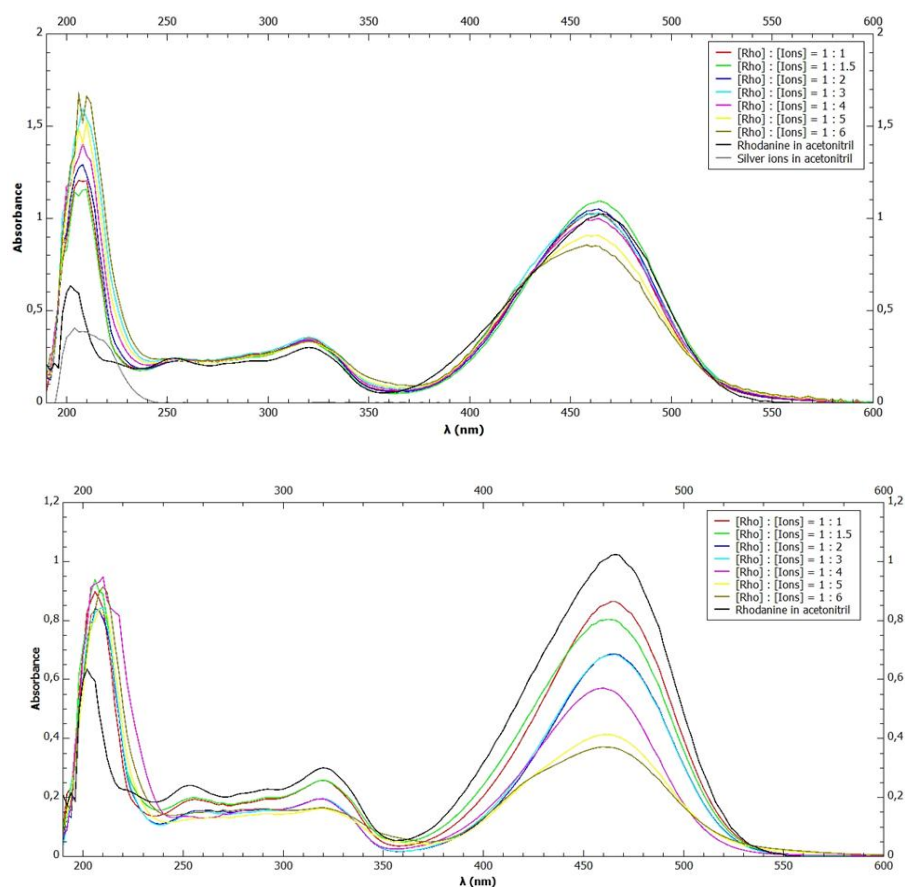 200 250 300 350 400 450 500 550 600
2 2
1,5 1,5
1 1
0,5 0,5
0 0
Absorbance
[Rho] : [Ions] = 1 : 1
[Rho] : [Ions] = 1 : 1.5
[Rho] : [Ions] = 1 : 2
[Rho] : [Ions] = 1 : 3
[Rho] : [Ions] = 1 : 4
[Rho] : [Ions] = 1 : 5
[Rho] : [Ions] = 1 : 6
Rhodanine in acetonitril
Silver ions in acetonitril
200 250 300 350 400 450 500 550 600
λ (nm)
200 300 400 500 600
1,2 1,2
1 1
0,8 0,8
0,6 0,6
0,4 0,4
0,2 0,2
0 0
Absorbance
[Rho] : [Ions] = 1 : 1
[Rho] : [Ions] = 1 : 1.5
[Rho] : [Ions] = 1 : 2
[Rho] : [Ions] = 1 : 3
[Rho] : [Ions] = 1 : 4
[Rho] : [Ions] = 1 : 5
[Rho] : [Ions] = 1 : 6
Rhodanine in acetonitril
200 300 400 500 600
λ (nm)